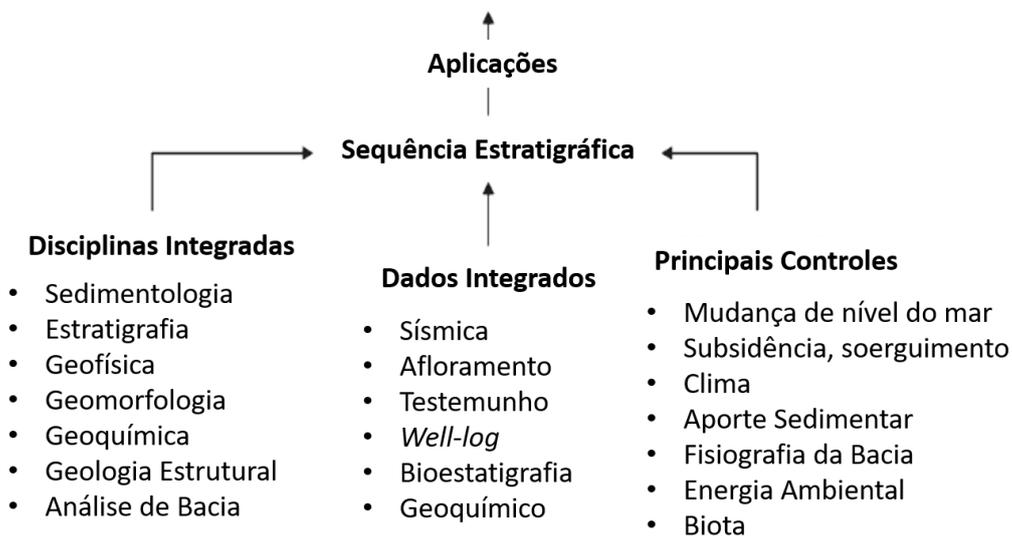 Aplicações
Sequência Estratigráfica
Disciplinas Integradas
• Sedimentologia
• Estratigrafia
• Geofísica
• Geomorfologia
• Geoquímica
• Geologia Estrutural
• Análise de Bacia
Dados Integrados
• Sísmica
• Afloramento
• Testemunho
• Well-log
• Bioestatigrafia
• Geoquímico
Principais Controles
• Mudança de nível do mar
• Subsidência, soerguimento
• Clima
• Aporte Sedimentar
• Fisiografia da Bacia
• Energia Ambiental
• Biota